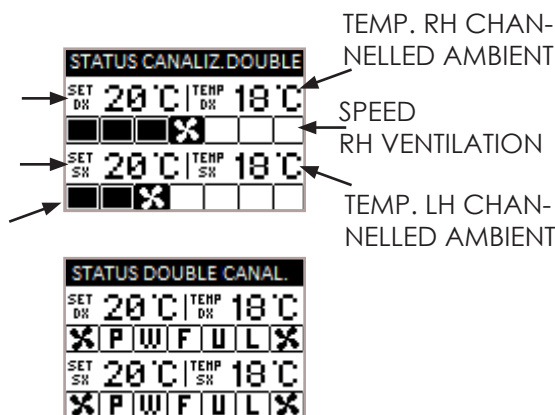 TEMP. RH CHAN-
NELLED AMBIENT
STATUS CANALIZ.DOUBLE
SET DX 20°C TEMP DX 18°C
SPEED
RH VENTILATION
SET SX 20°C TEMP SX 18°C
TEMP. LH CHAN-
NELLED AMBIENT
STATUS DOUBLE CANAL.
SET DX 20°C TEMP DX 18°C
P W F U L
SET SX 20°C TEMP SX 18°C
P W F U L